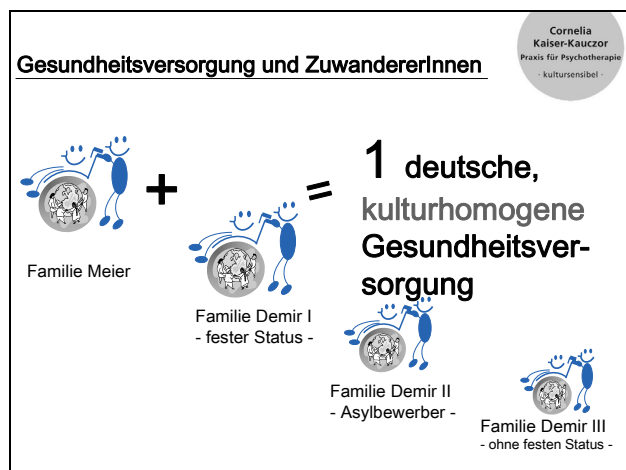 Cornelia
Kaiser-Kauczor
Praxis für Psychotherapie
- kultursensibel -
Gesundheitsversorgung und ZuwandererInnen
+
=
1 deutsche,
kulturhomogene
Gesundheitsver-
sorgung
Familie Meier
Familie Demir I
- fester Status -
Familie Demir II
- Asylbewerber -
Familie Demir III
- ohne festen Status -